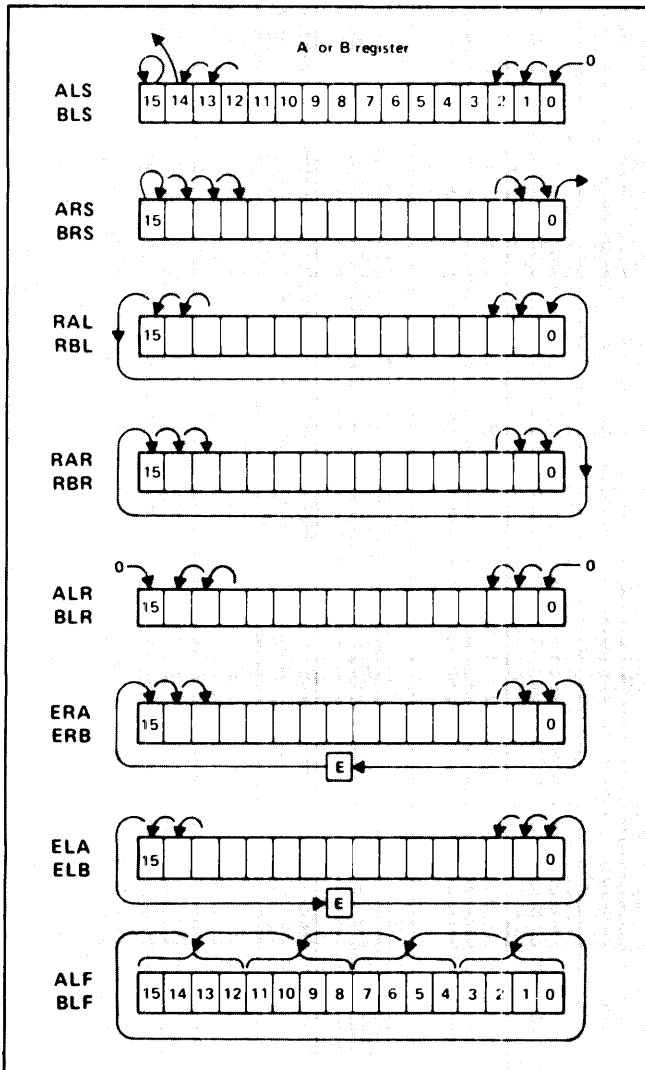 A or B register
0
ALS
BLS
15 14 13 12 11 10 9 8 7 6 5 4 3 2 1 0
ARS
BRS
15 0
RAL
RBL
15 0
RAR
RBR
15 0
0 0
ALR
BLR
15 0
ERA
ERB
15 0
E
ELA
ELB
15 0
E
ALF
BLF
15 14 13 12 11 10 9 8 7 6 5 4 3 2 1 0